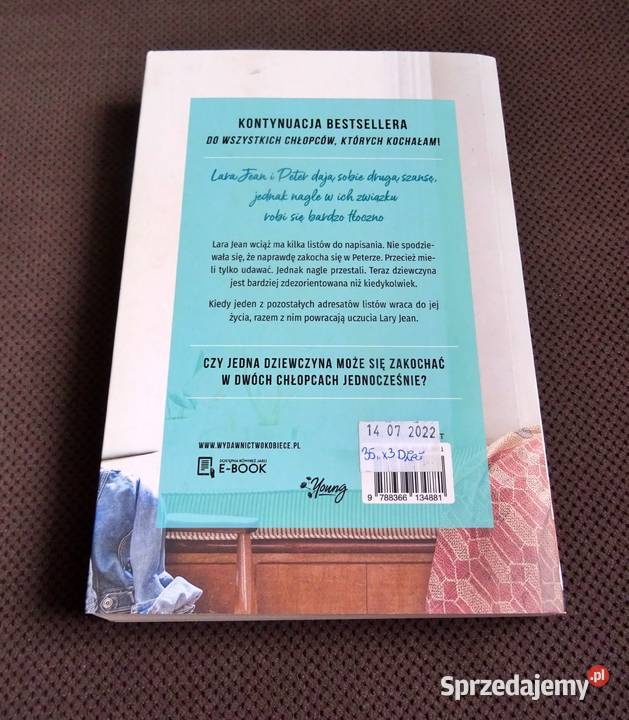 KONTYNUACJA BESTSELLERA
DO WSZYSTKICH CHŁOPCÓW, KTÓRYCH KOCHAŁAM!
Lara Jean i Peter dają sobie drugą szansę,
jednak nagle w ich związku
robi się bardzo tłoczno
Lara Jean wciąż ma kilka listów do napisania. Nie spodzie-
wała się, że naprawdę zakocha się w Peterze. Przecież mie-
li tylko udawać. Jednak nagle przestali. Teraz dziewczyna
jest bardziej zdezorientowana niż kiedykolwiek.
Kiedy jeden z pozostałych adresatów listów wraca do jej
życia, razem z nim powracają uczucia Lary Jean.
CZY JEDNA DZIEWCZYNA MOŻE SIĘ ZAKOCHAĆ
W DWÓCH CHŁOPCACH JEDNOCZEŚNIE?
14 07 2022
WWW.WYDAWNICTWOKOBIECE.PL
DOSTĘPNA RÓWNIEŻ JAKO
E-BOOK
Young
9 788366 134881
Sprzedajemy.pl